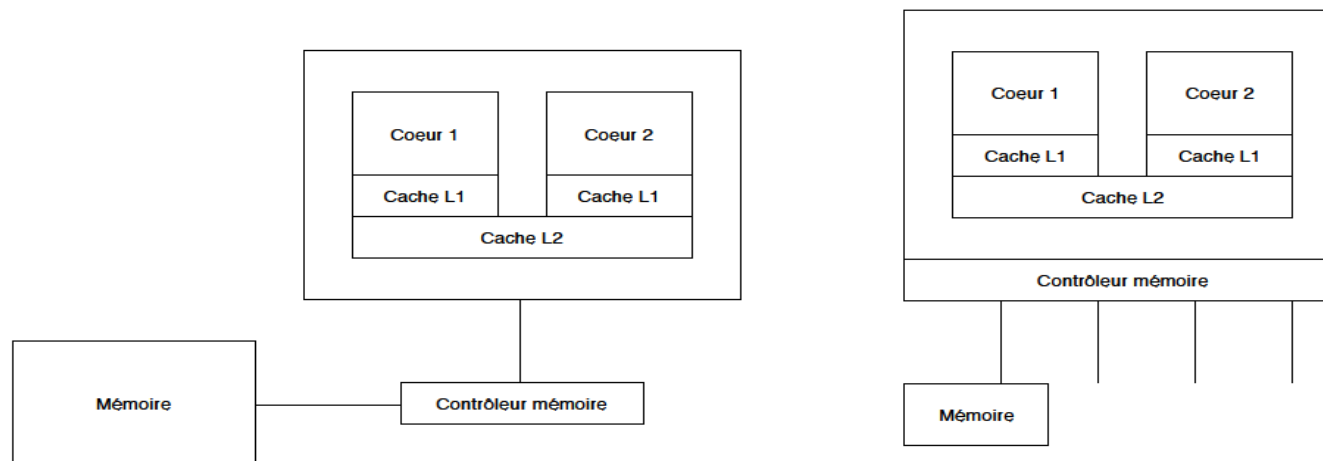 Coeur 1
Coeur 2
Cache L1
Cache L1
Cache L2
Mémoire
Contrôleur mémoire
Coeur 1
Coeur 2
Cache L1
Cache L1
Cache L2
Contrôleur mémoire
Mémoire